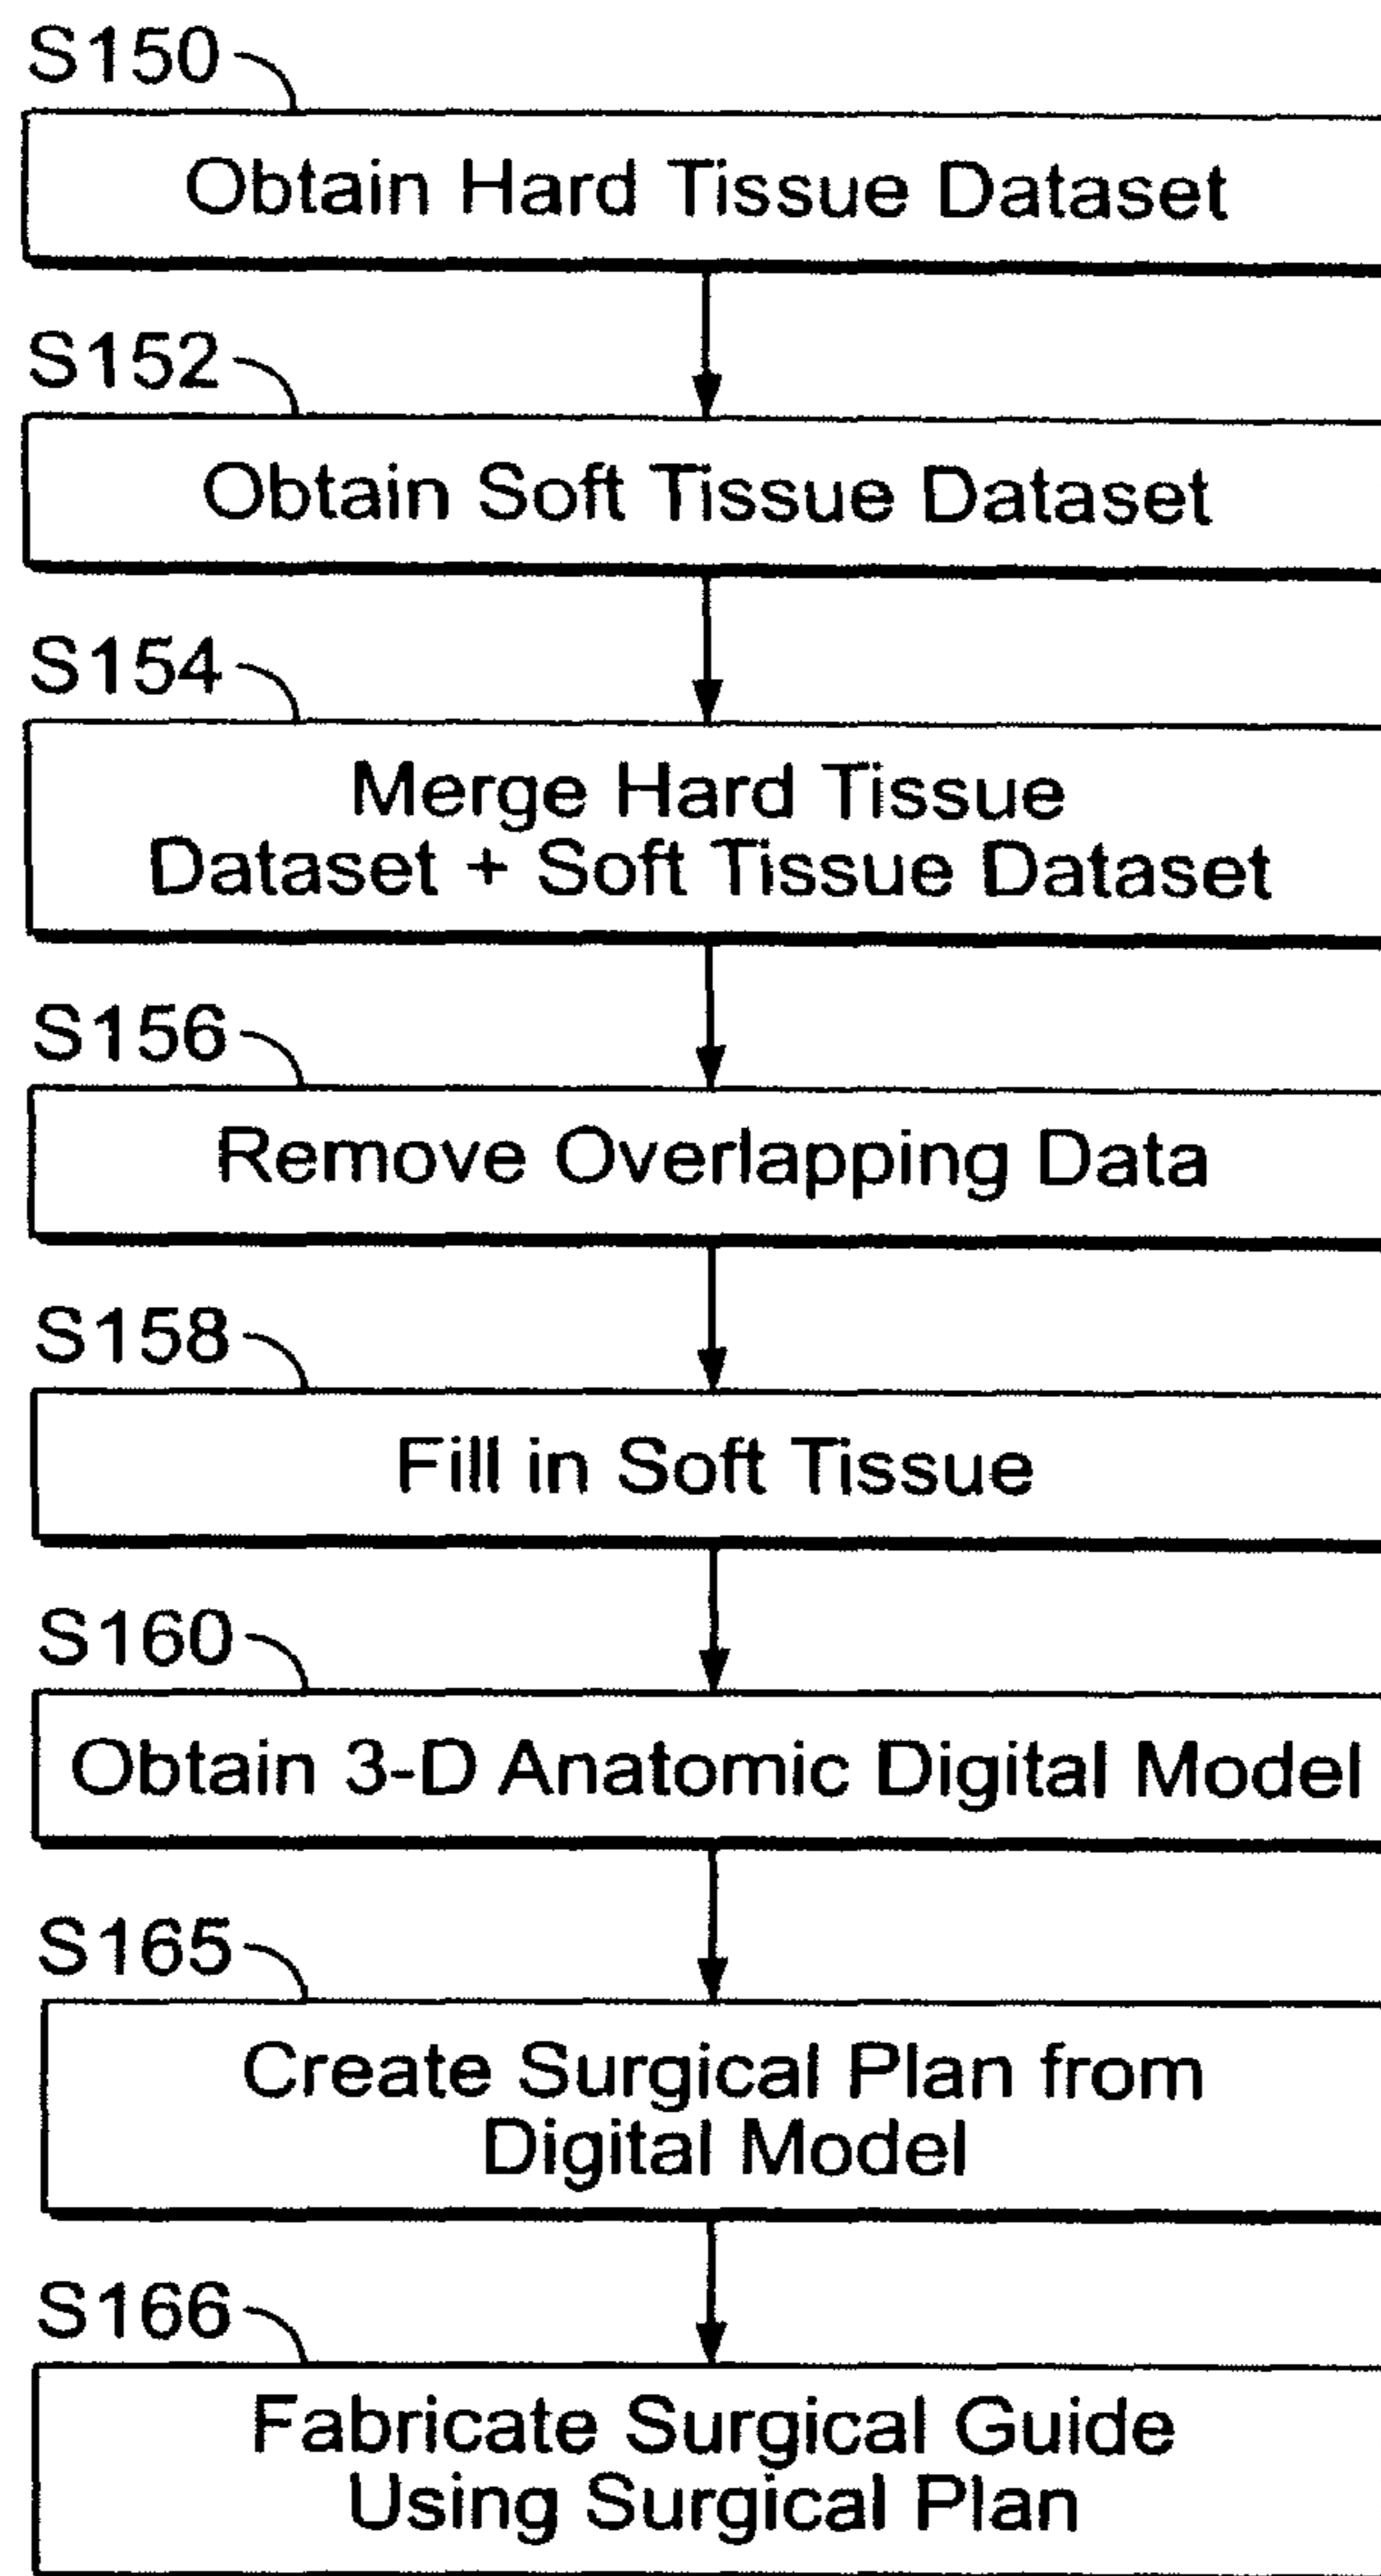 S150
Obtain Hard Tissue Dataset
S152
Obtain Soft Tissue Dataset
S154
Merge Hard Tissue
Dataset + Soft Tissue Dataset
S156
Remove Overlapping Data
S158
Fill in Soft Tissue
S160
Obtain 3-D Anatomic Digital Model
S165
Create Surgical Plan from
Digital Model
S166
Fabricate Surgical Guide
Using Surgical Plan